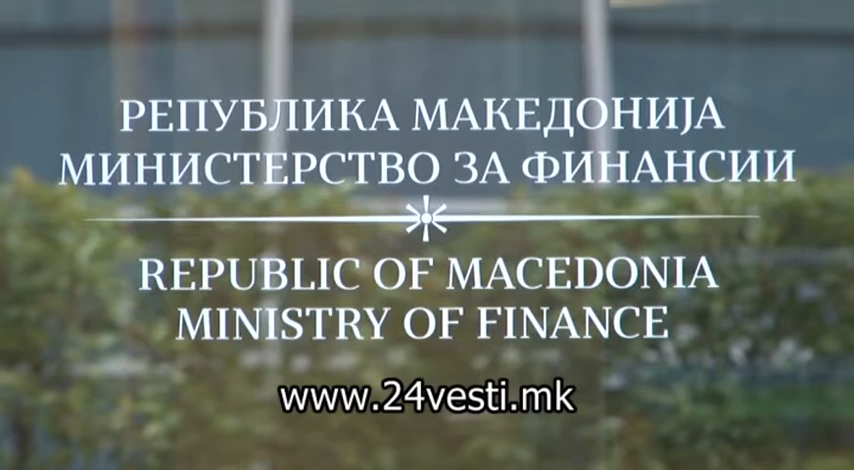 РЕПУБЛИКА МАКЕДОНИЈА
МИНИСТЕРСТВО ЗА ФИНАНСИИ
REPUBLIC OF MACEDONIA
MINISTRY OF FINANCE
www.24vesti.mk